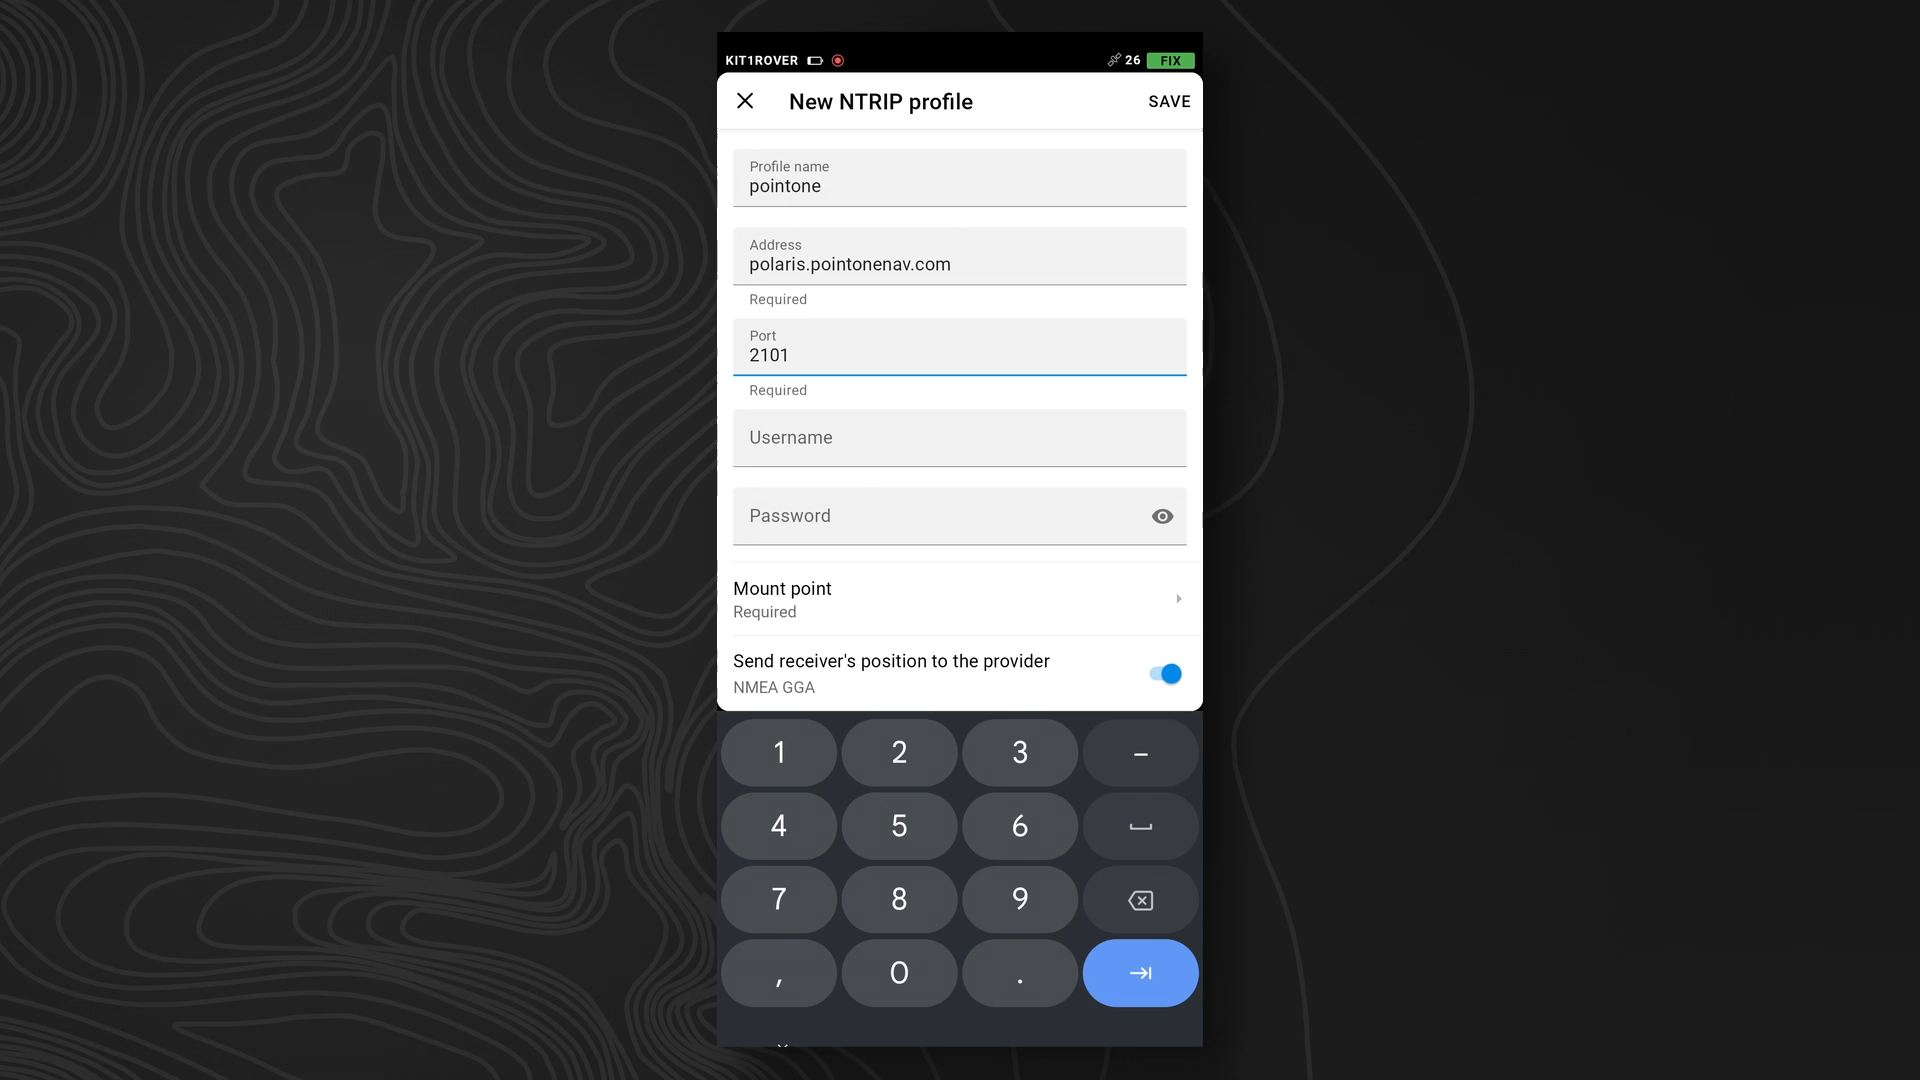 KIT1ROVER 26 FIX
New NTRIP profile SAVE
Profile name
pointone
Address
polaris.pointonenav.com
Required
Port
2101
Required
Username
Password
Mount point
Required
Send receiver's position to the provider
NMEA GGA
1 2 3 –
4 5 6
7 8 9
, 0 .